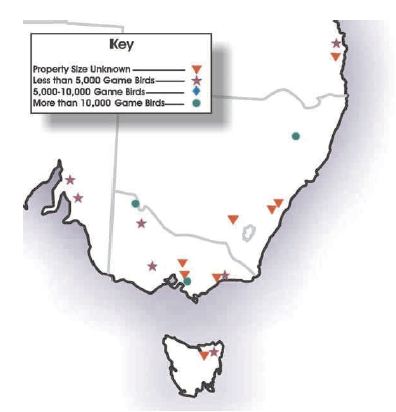 Key
Property Size Unknown
Less than 5,000 Game Birds
5,000-10,000 Game Birds
More than 10,000 Game Birds